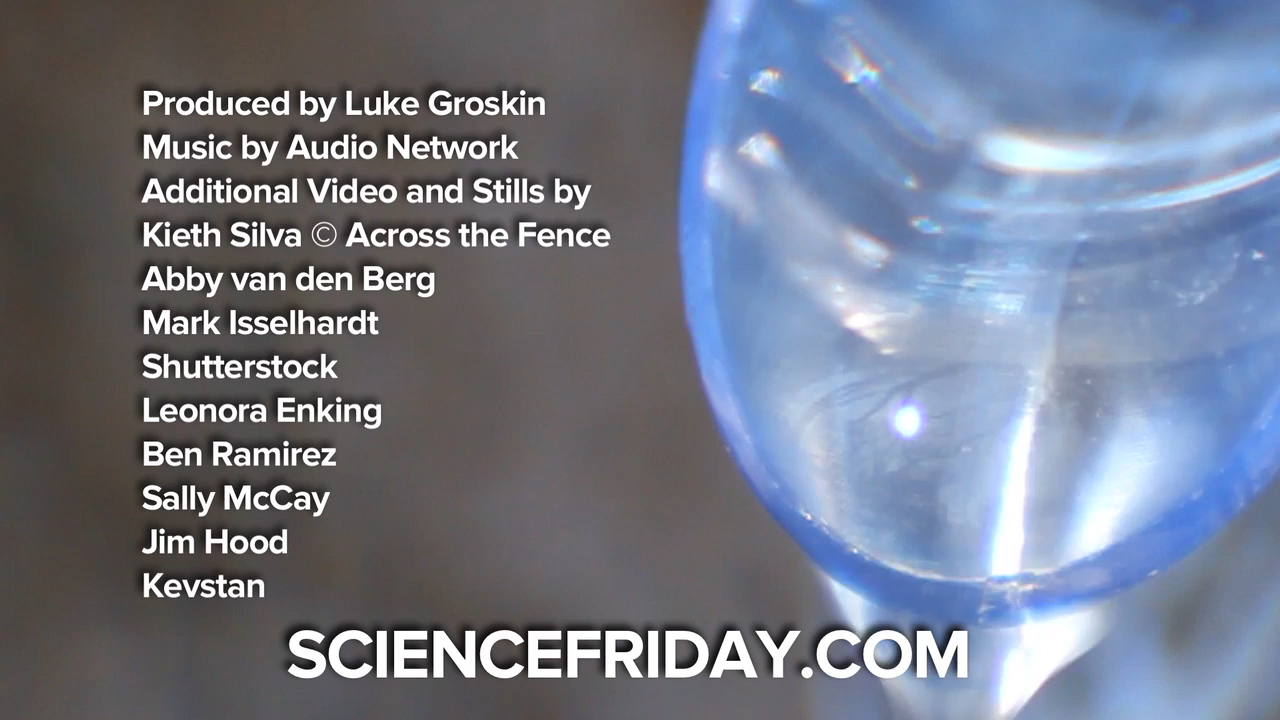 Produced by Luke Groskin
Music by Audio Network
Additional Video and Stills by
Kieth Silva © Across the Fence
Abby van den Berg
Mark Isselhardt
Shutterstock
Leonora Enking
Ben Ramirez
Sally McCay
Jim Hood
Kevstan
SCIENCEFRIDAY.COM